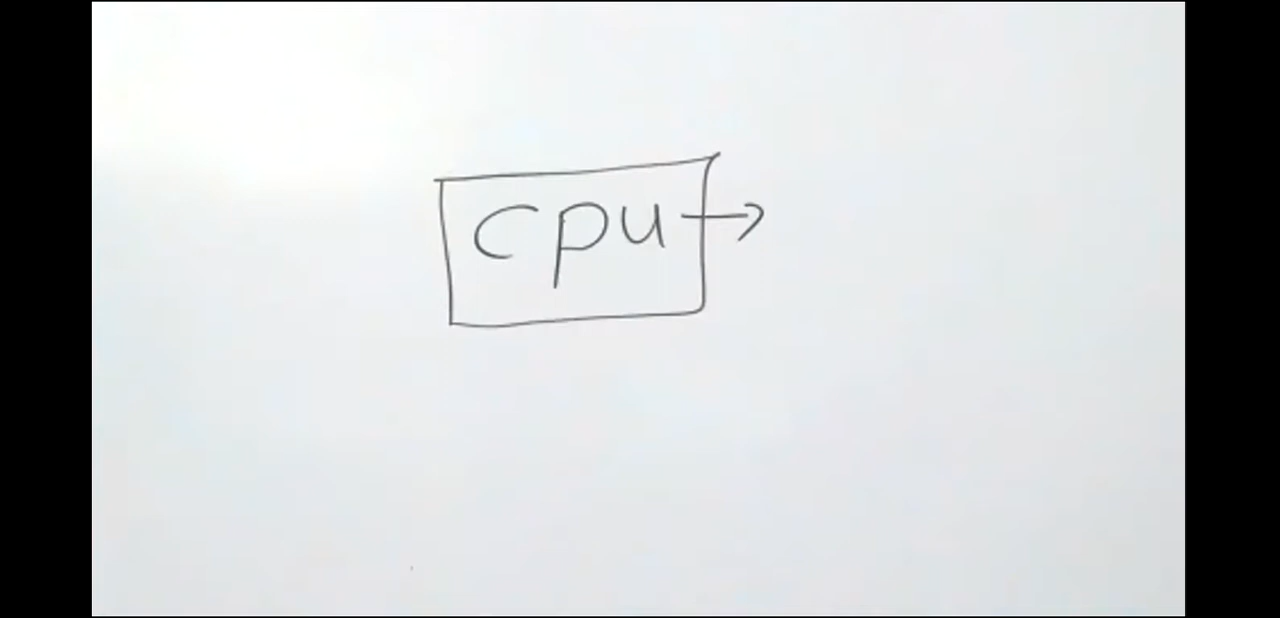 cpu →